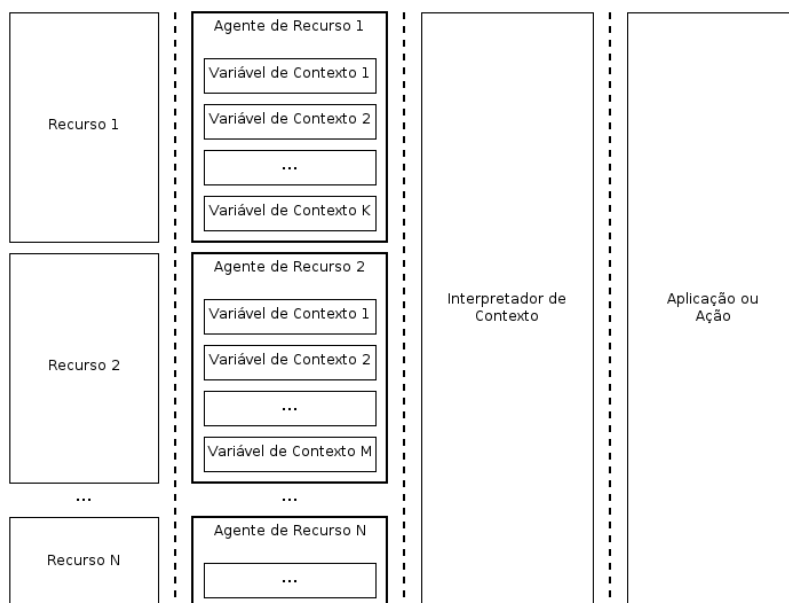 Recurso 1
Agente de Recurso 1
Variável de Contexto 1
Variável de Contexto 2
...
Variável de Contexto K
Recurso 2
Agente de Recurso 2
Variável de Contexto 1
Variável de Contexto 2
...
Variável de Contexto M
...
...
Recurso N
Agente de Recurso N
...
Interpretador de
Contexto
Aplicação ou
Ação